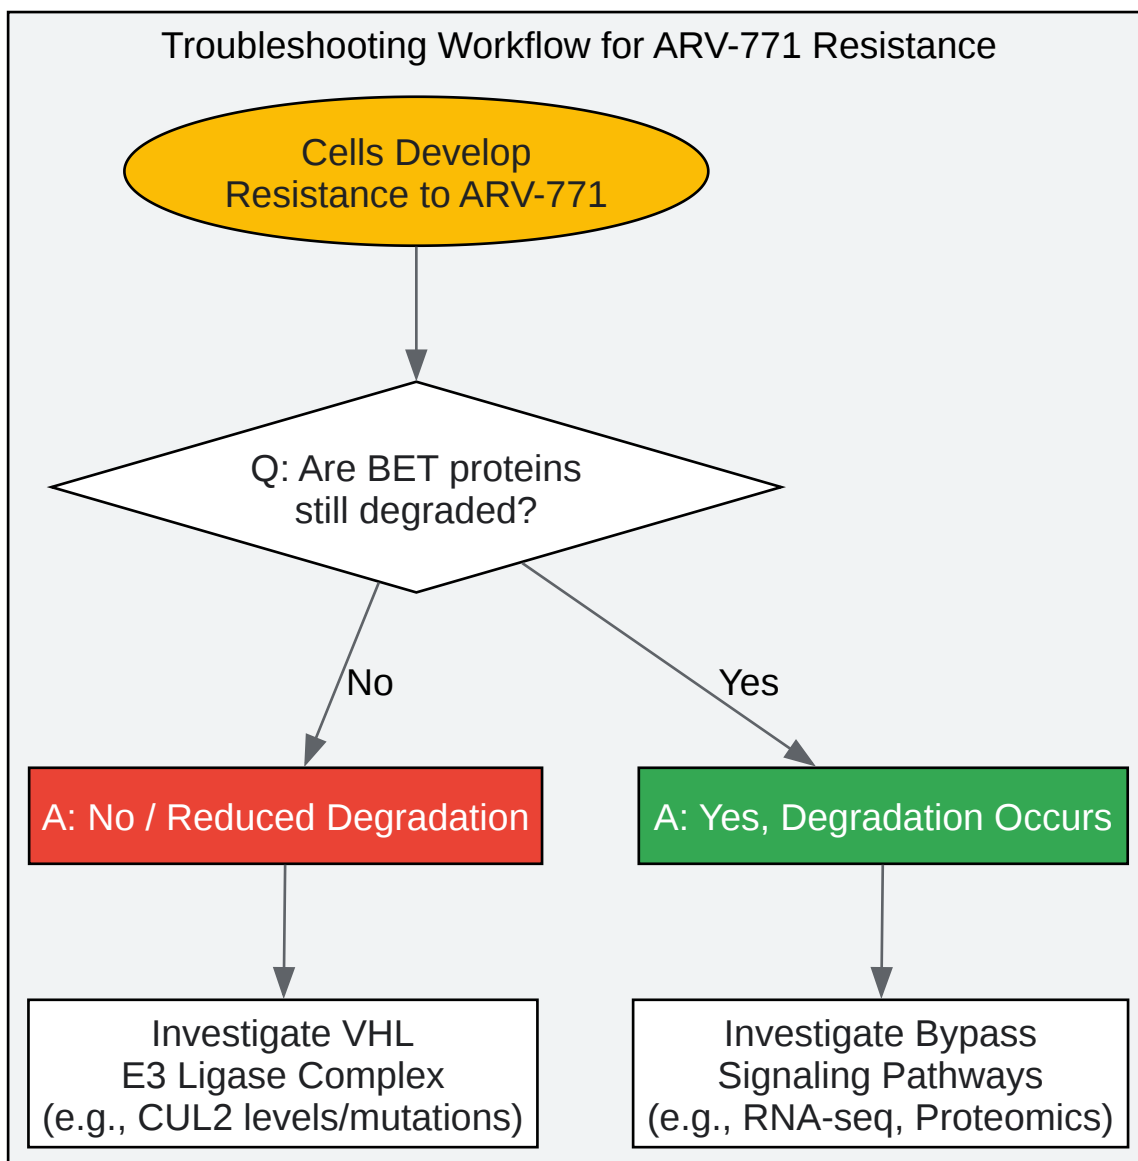 Troubleshooting Workflow for ARV-771 Resistance
Cells Develop
Resistance to ARV-771
Q: Are BET proteins
still degraded?
No
Yes
A: No / Reduced Degradation
A: Yes, Degradation Occurs
Investigate VHL
E3 Ligase Complex
(e.g., CUL2 levels/mutations)
Investigate Bypass
Signaling Pathways
(e.g., RNA-seq, Proteomics)